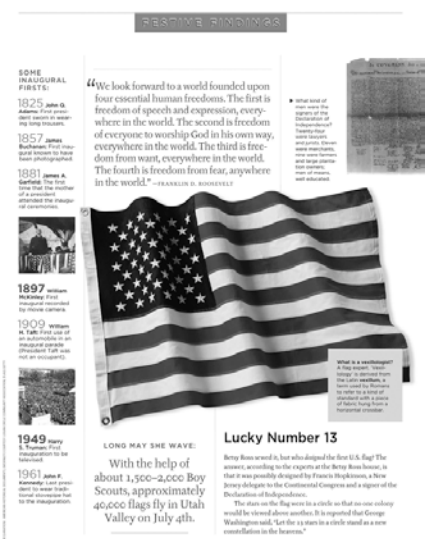 FESTIVE FINDINGS
SOME
INAUGURAL
FIRSTS:
1825 John Q.
Adams: First presi-
dent sworn in wear-
ing long trousers.
1857 James
Buchanan: First inau-
gural known to have
been photographed.
1881 James A.
Garfield: The first
time that the mother
of a president
attended the inaugu-
ral ceremonies.
1897 William
McKinley: First
inaugural recorded
by movie camera.
1909 William
H. Taft: First use of
an automobile in an
inaugural parade
(President Taft was
not an occupant).
1949 Harry
S. Truman: First
inauguration to be
televised.
1961 John F.
Kennedy: Last presi-
dent to wear tradi-
tional stovepipe hat
to the inauguration.
“We look forward to a world founded upon
four essential human freedoms. The first is
freedom of speech and expression, every-
where in the world. The second is freedom
of everyone to worship God in his own way,
everywhere in the world. The third is free-
dom from want, everywhere in the world.
The fourth is freedom from fear, anywhere
in the world.” —FRANKLIN D. ROOSEVELT
What kind of
men were the
signers of the
Declaration of
Independence?
Twenty-four
were lawyers
and jurists. Eleven
were merchants,
nine were farmers
and large planta-
tion owners;
men of means,
well educated.
What is a vexillologist?
A flag expert. ‘Vexil-
lology’ is derived from
the Latin vexillum, a
term used by Romans
to refer to a kind of
standard with a piece
of fabric hung from a
horizontal crossbar.
LONG MAY SHE WAVE:
With the help of
about 1,500–2,000 Boy
Scouts, approximately
40,000 flags fly in Utah
Valley on July 4th.
Lucky Number 13
Betsy Ross sewed it, but who designed the first U.S. flag? The
answer, according to the experts at the Betsy Ross house, is
that it was possibly designed by Francis Hopkinson, a New
Jersey delegate to the Continental Congress and a signer of the
Declaration of Independence.
The stars on the flag were in a circle so that no one colony
would be viewed above another. It is reported that George
Washington said, “Let the 13 stars in a circle stand as a new
constellation in the heavens.”